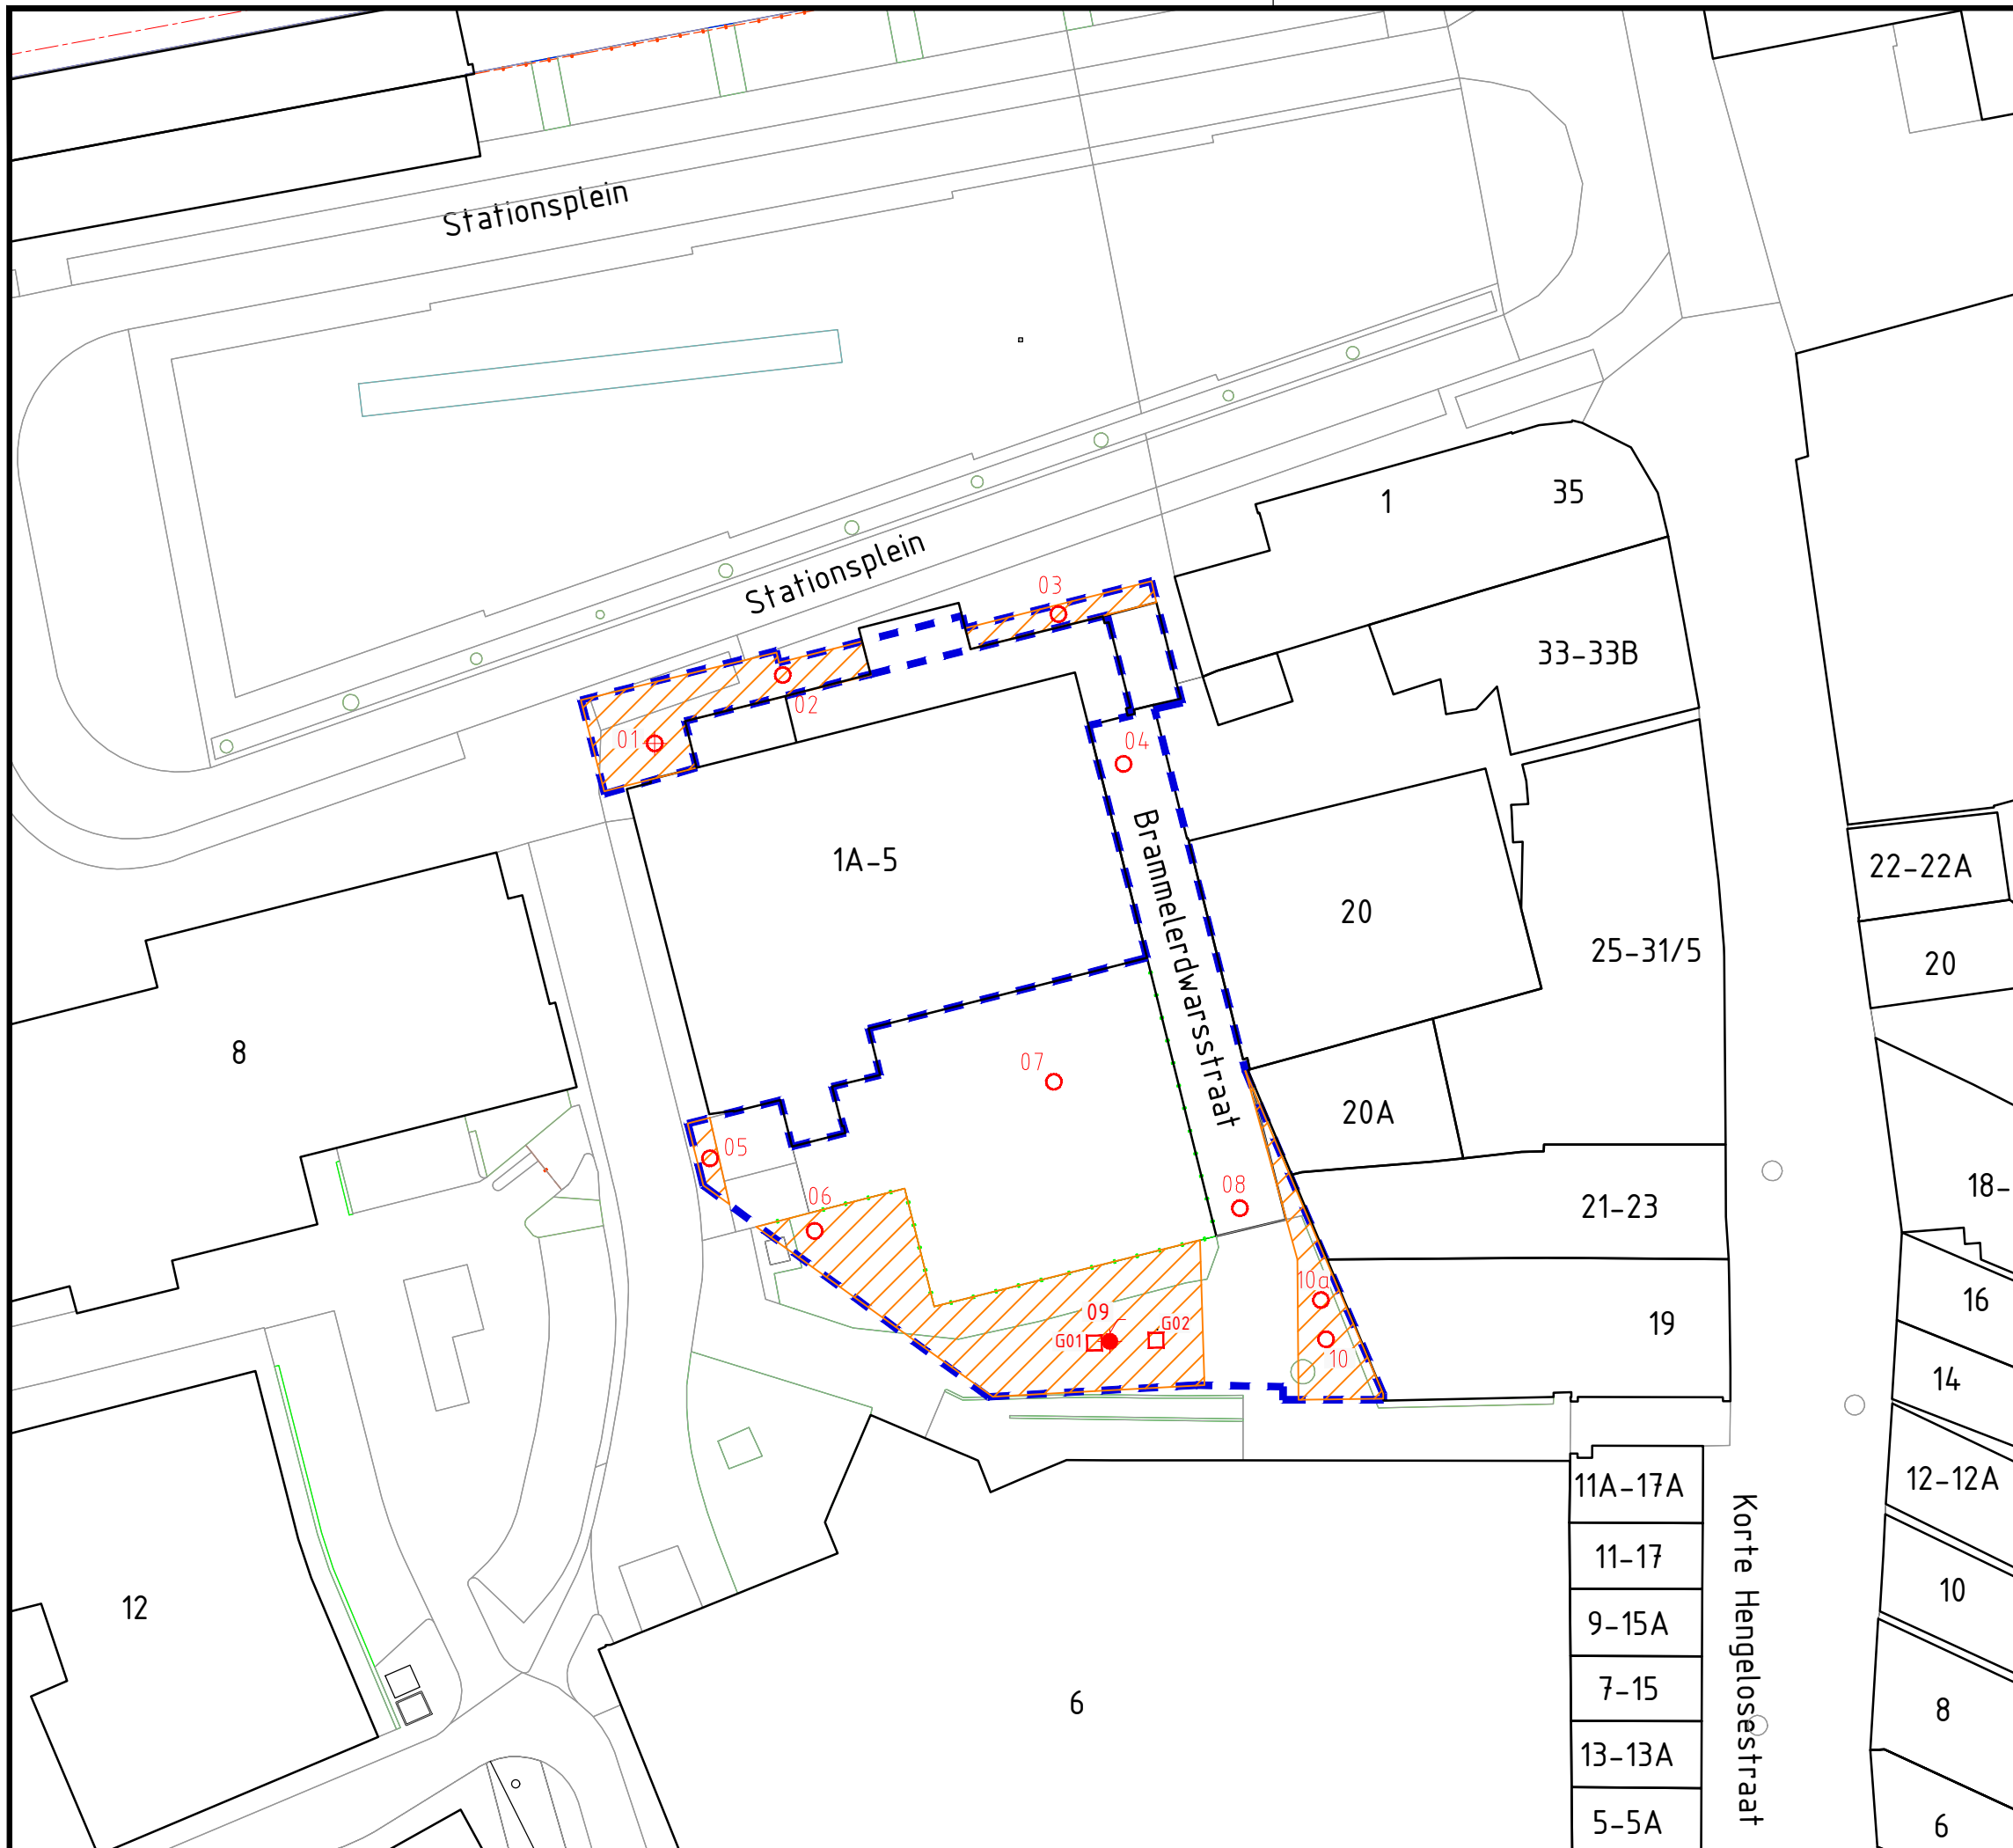 Stationsplein
Stationsplein
1
35
33-33B
03
02
01
04
1A-5
Brammelerdwarsstraat
20
25-31/5
22-22A
20
8
07
20A
05
06
08
21-23
18-
10a
09
G01
G02
10
19
16
14
12-12A
11A-17A
11-17
9-15A
7-15
13-13A
5-5A
Korte Hengelosestraat
10
8
6
12
6